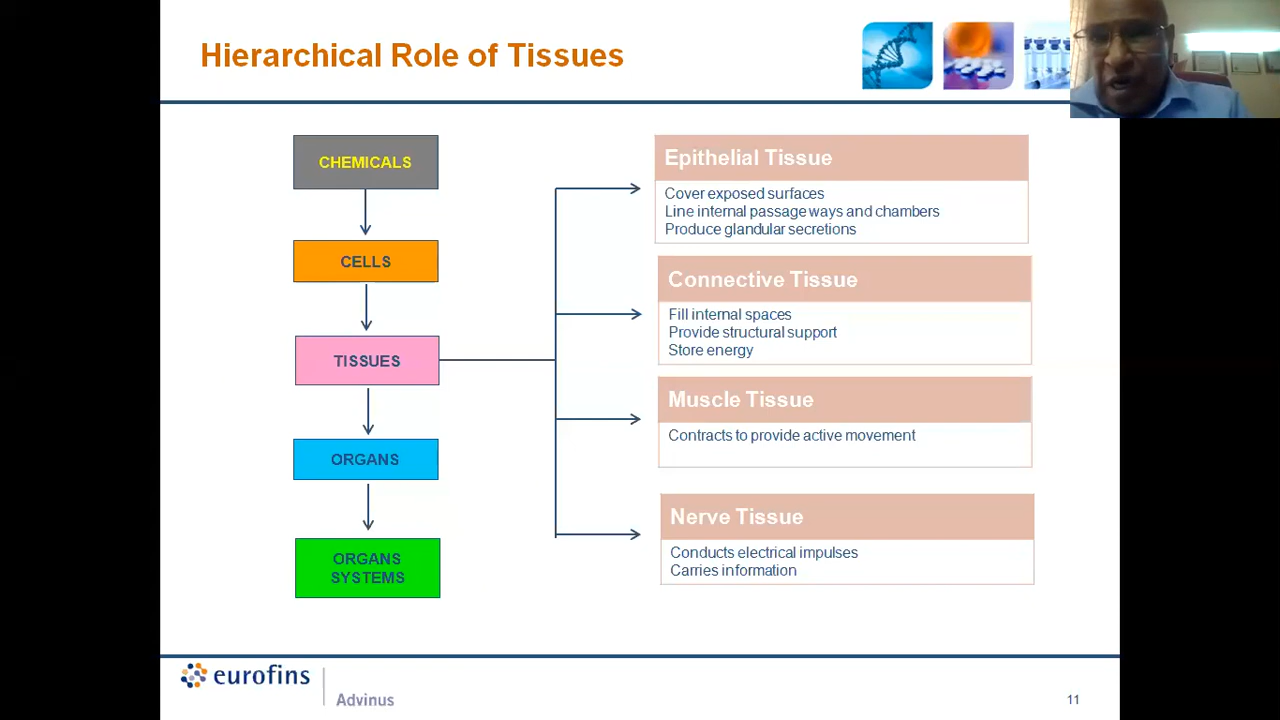 Hierarchical Role of Tissues
CHEMICALS
CELLS
TISSUES
ORGANS
ORGANS
SYSTEMS
Epithelial Tissue
Cover exposed surfaces
Line internal passage ways and chambers
Produce glandular secretions
Connective Tissue
Fill internal spaces
Provide structural support
Store energy
Muscle Tissue
Contracts to provide active movement
Nerve Tissue
Conducts electrical impulses
Carries information
eurofins
Advinus
11